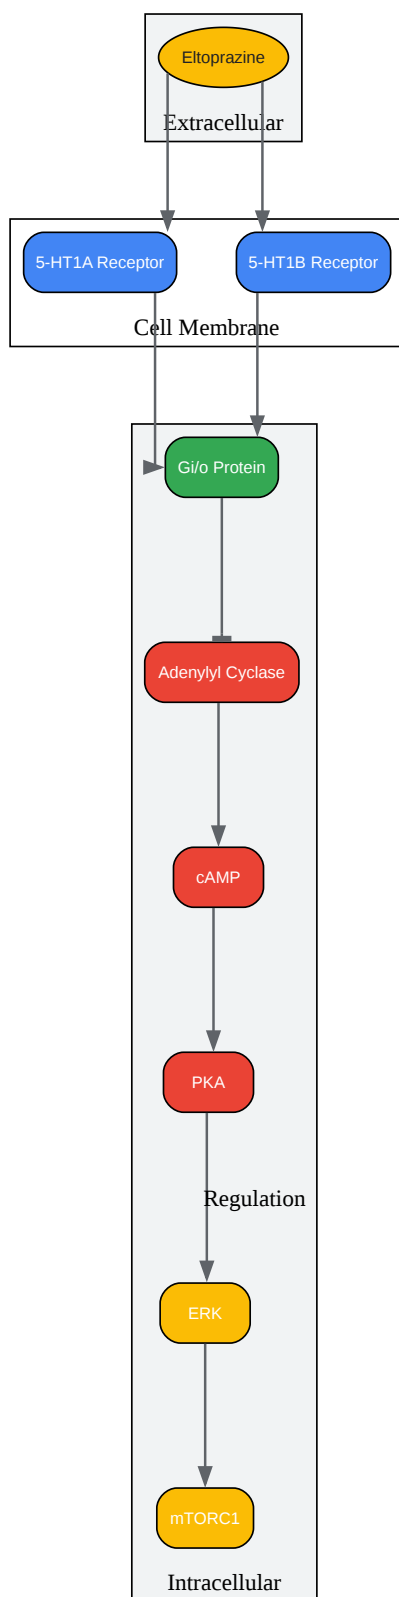 Eltoprazine
Extracellular
5-HT1A Receptor
5-HT1B Receptor
Cell Membrane
Gi/o Protein
Adenylyl Cyclase
cAMP
PKA
Regulation
ERK
mTORC1
Intracellular